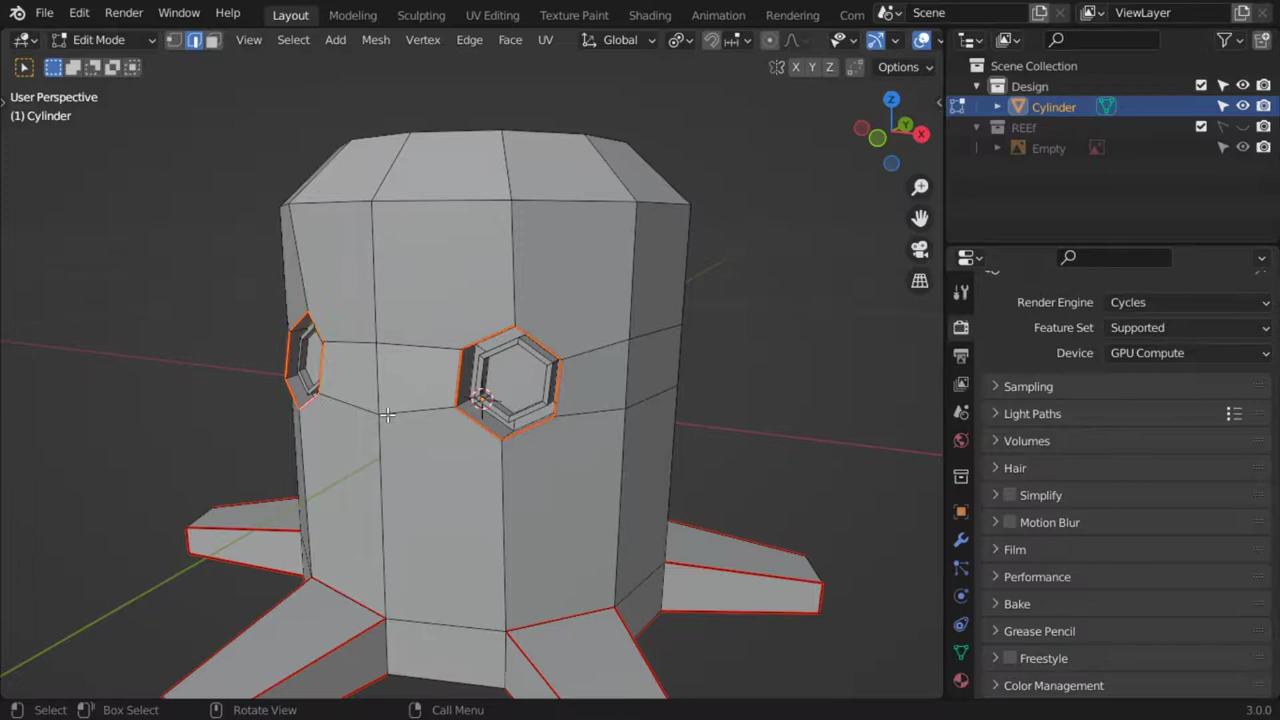 File Edit Render Window Help Layout Modeling Sculpting UV Editing Texture Paint Shading Animation Rendering Com Scene ViewLayer
Edit Mode View Select Add Mesh Vertex Edge Face UV Global
X Y Z Options
User Perspective
(1) Cylinder
Z
Y
X
Scene Collection
Design
Cylinder
REEf
Empty
Render Engine Cycles
Feature Set Supported
Device GPU Compute
Sampling
Light Paths
Volumes
Hair
Simplify
Motion Blur
Film
Performance
Bake
Grease Pencil
Freestyle
Color Management
Select Box Select Rotate View Call Menu 3.0.0